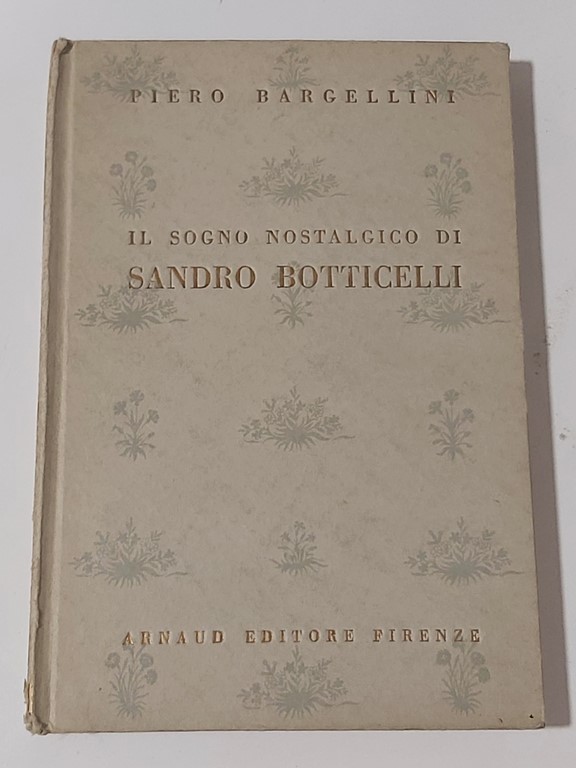 PIERO BARGELLINI
IL SOGNO NOSTALGICO DI
SANDRO BOTTICELLI
ARNAUD EDITORE FIRENZE